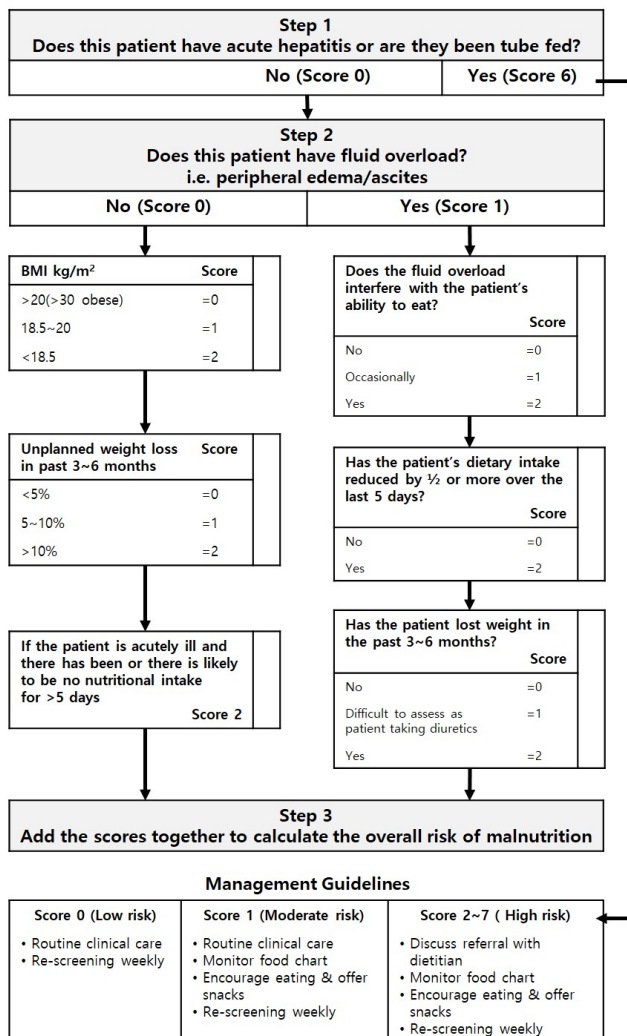 Step 1
Does this patient have acute hepatitis or are they been tube fed?
No (Score 0) Yes (Score 6)
Step 2
Does this patient have fluid overload?
i.e. peripheral edema/ascites
No (Score 0) Yes (Score 1)
BMI kg/m² Score
>20(>30 obese) =0
18.5~20 =1
<18.5 =2
Unplanned weight loss Score
in past 3~6 months
<5% =0
5~10% =1
>10% =2
If the patient is acutely ill and
there has been or there is likely
to be no nutritional intake
for >5 days
Score 2
Does the fluid overload
interfere with the patient's
ability to eat?
Score
No =0
Occasionally =1
Yes =2
Has the patient's dietary intake
reduced by ½ or more over the
last 5 days?
Score
No =0
Yes =2
Has the patient lost weight in
the past 3~6 months?
Score
No =0
Difficult to assess as =1
patient taking diuretics
Yes =2
Step 3
Add the scores together to calculate the overall risk of malnutrition
Management Guidelines
Score 0 (Low risk)
• Routine clinical care
• Re-screening weekly
Score 1 (Moderate risk)
• Routine clinical care
• Monitor food chart
• Encourage eating & offer
snacks
• Re-screening weekly
Score 2~7 ( High risk)
• Discuss referral with
dietitian
• Monitor food chart
• Encourage eating & offer
snacks
• Re-screening weekly